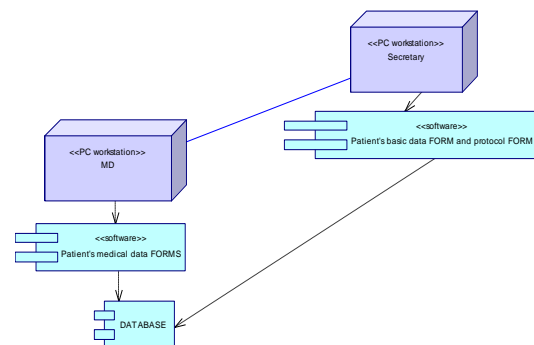 <<PC workstation>>
Secretary
<<software>>
Patient's basic data FORM and protocol FORM
<<PC workstation>>
MD
<<software>>
Patient's medical data FORMS
DATABASE